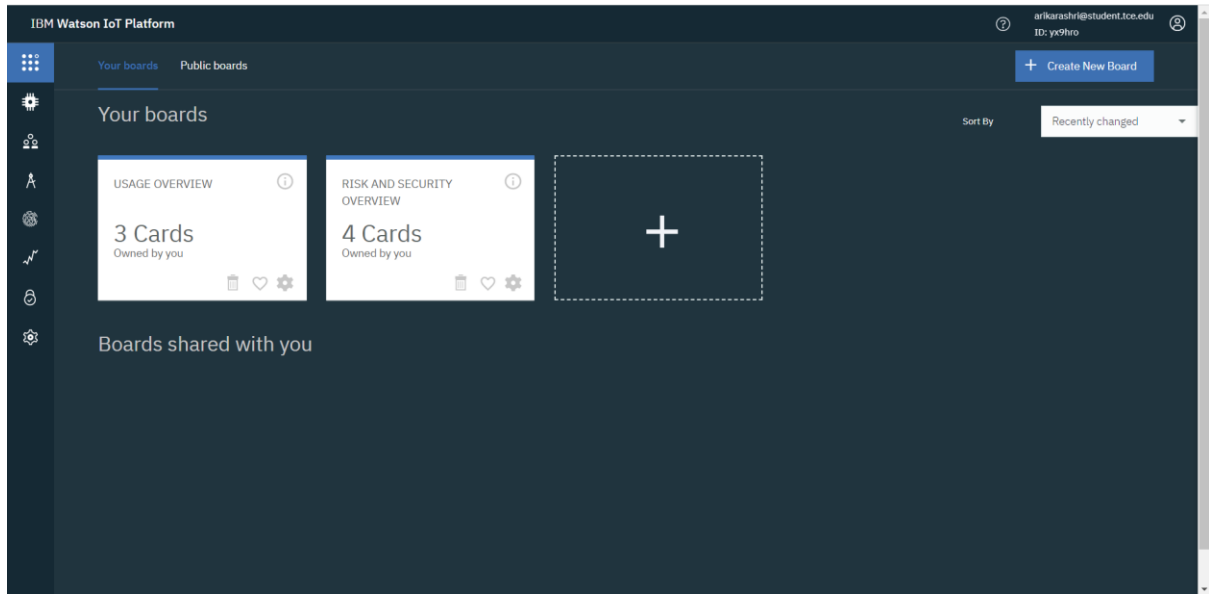 IBM Watson IoT Platform
arikarashri@student.tce.edu
ID: yx9hro
Your boards
Public boards
Create New Board
Your boards
Sort By
Recently changed
USAGE OVERVIEW
3 Cards
Owned by you
RISK AND SECURITY
OVERVIEW
4 Cards
Owned by you
Boards shared with you